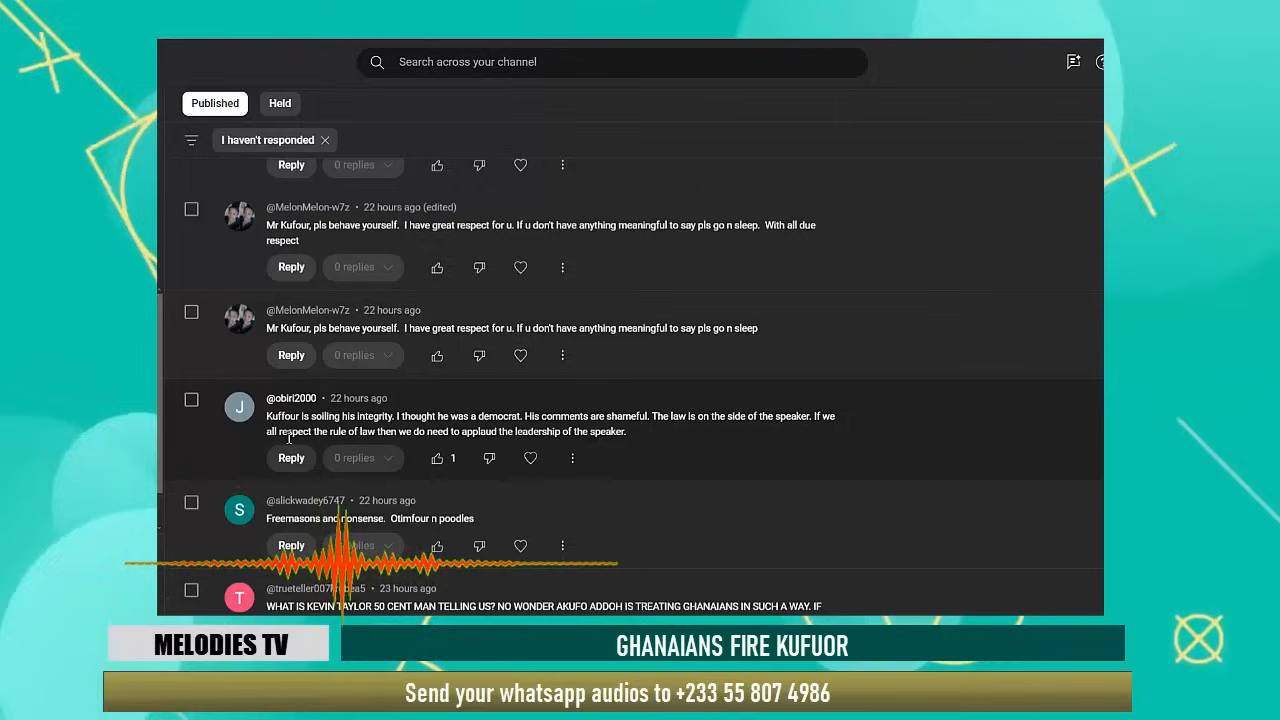 Search across your channel
Published
Held
I haven't responded
Reply
0 replies
@MelonMelon-w7z • 22 hours ago (edited)
Mr Kufour, pls behave yourself. I have great respect for u. If u don't have anything meaningful to say pls go n sleep. With all due
respect
Reply
0 replies
@MelonMelon-w7z • 22 hours ago
Mr Kufour, pls behave yourself. I have great respect for u. If u don't have anything meaningful to say pls go n sleep
Reply
0 replies
@obiri2000 • 22 hours ago
Kuffour is soiling his integrity. I thought he was a democrat. His comments are shameful. The law is on the side of the speaker. If we
all respect the rule of law then we do need to applaud the leadership of the speaker.
Reply
0 replies
1
@slickwadey6747 • 22 hours ago
Freemasons and nonsense. Otimfour n poodles
Reply
replies
• 23 hours ago
WHAT IS KEVIN TAYLOR 50 CENT MAN TELLING US? NO WONDER AKUFO ADDOH IS TREATING GHANAIANS IN SUCH A WAY. IF
MELODIES TV
GHANAIANS FIRE KUFUOR
Send your whatsapp audios to +233 55 807 4986